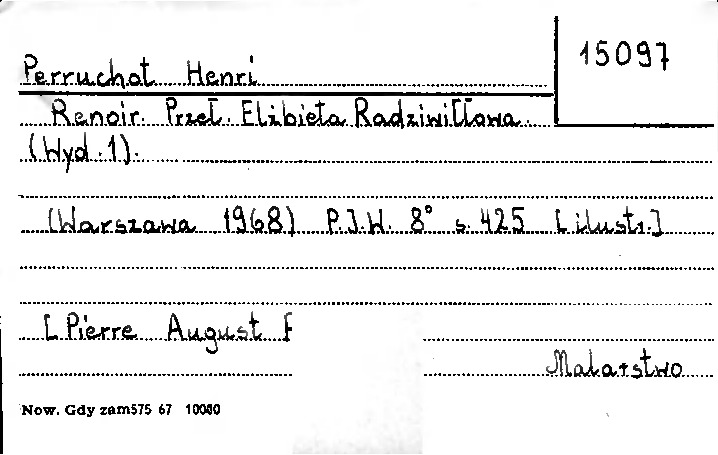 15097
Perruchot Henri
Renoir. Przeł. Elżbieta Radziwiłłowa.
(Wyd. 1).
(Warszawa 1968) P.I.W. 8° s. 425 [ilustr.]
[Pierre August
Malarstwo
Now. Gdy zam575 67 10080